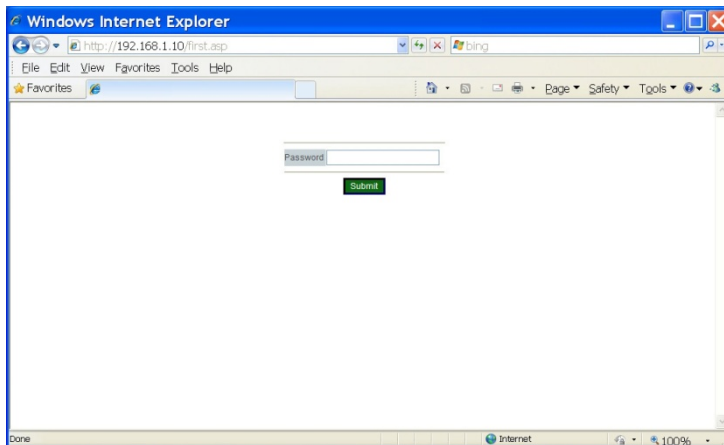 Windows Internet Explorer
http://192.168.1.10/first.asp bing
File Edit View Favorites Tools Help
Favorites Page Safety Tools
Password
Submit
Done Internet 100%